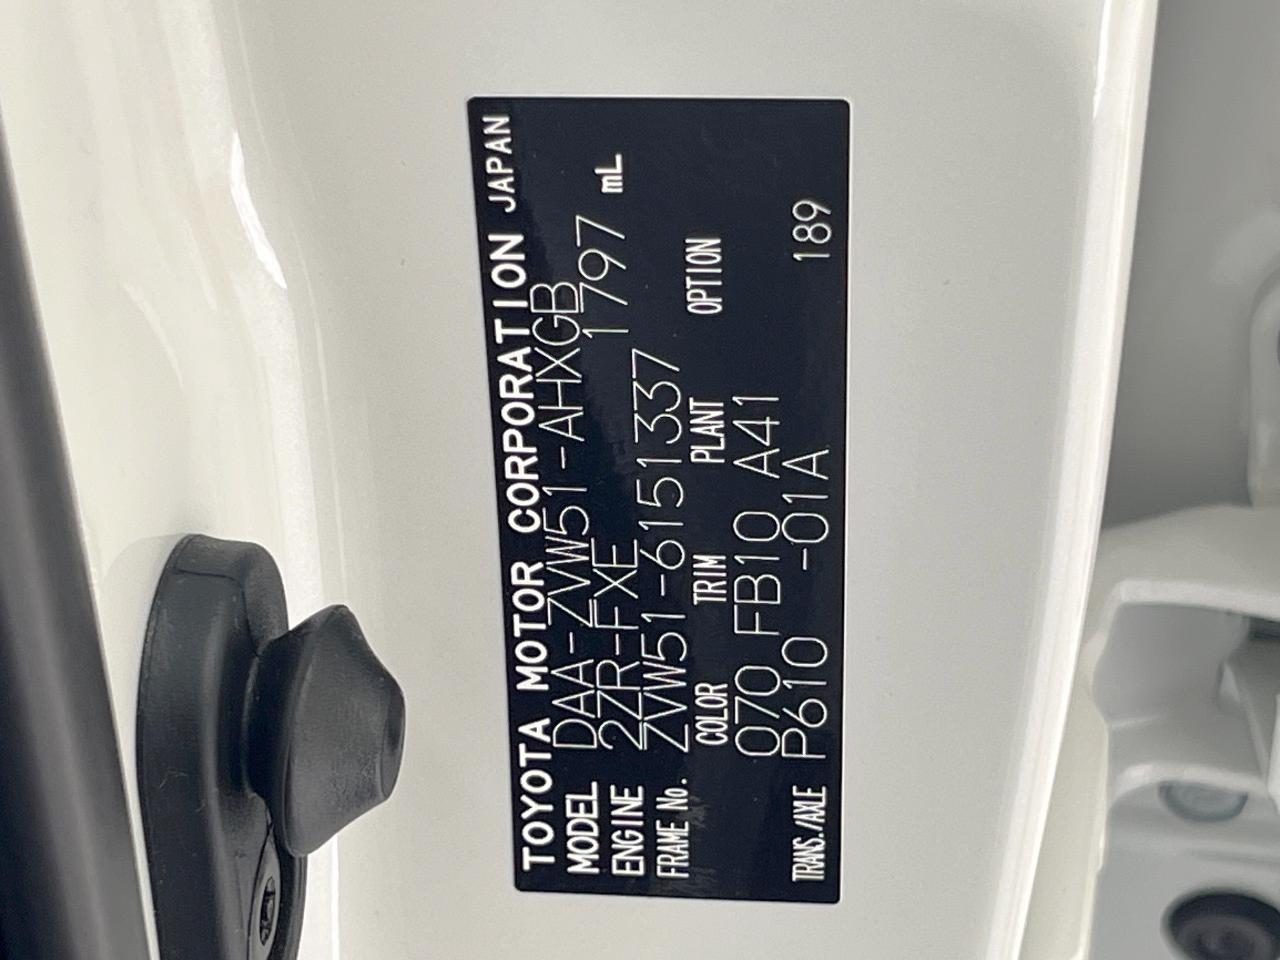 TOYOTA MOTOR CORPORATION JAPAN
MODEL DAA-ZVW51-AHXGB
ENGINE 2ZR-FXE 1797 mL
FRAME No. ZVW51-6151337
COLOR TRIM PLANT OPTION
070 FB10 A41
TRANS./AXLE P610 -01A 189